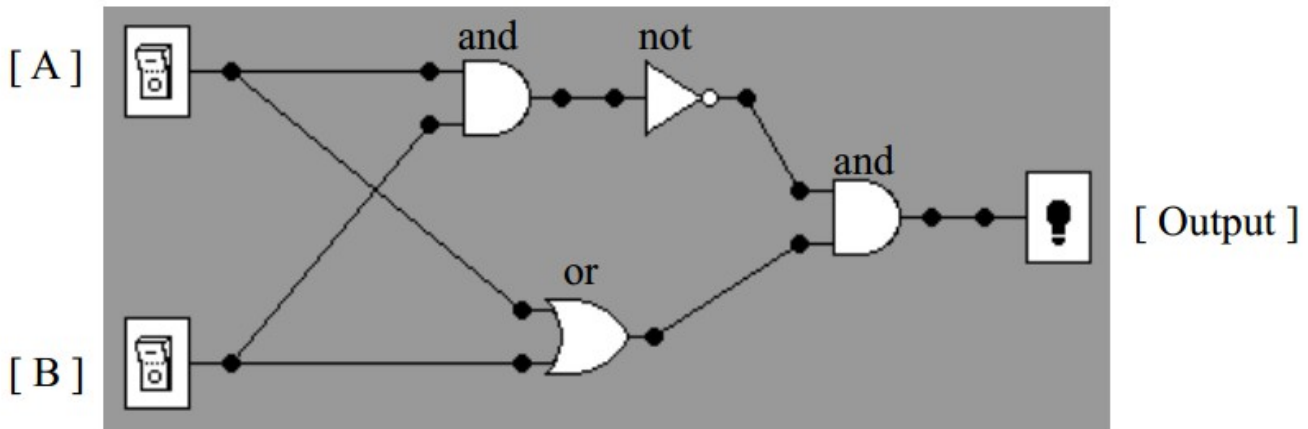 and not
[ A ]
and
[ Output ]
or
[ B ]